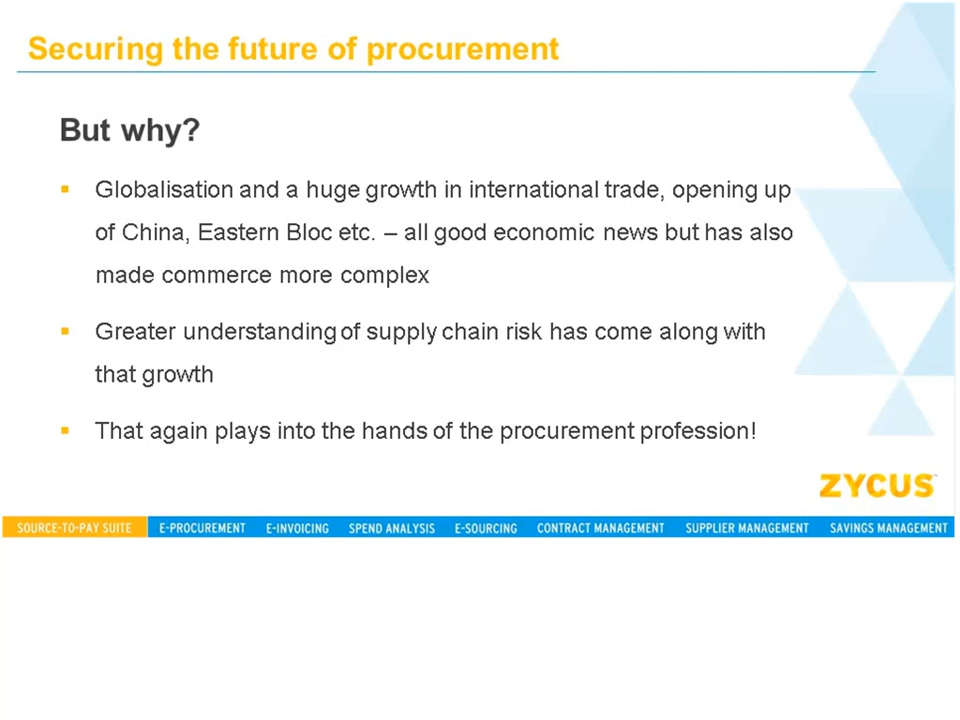 Securing the future of procurement
But why?
▪ Globalisation and a huge growth in international trade, opening up
of China, Eastern Bloc etc. – all good economic news but has also
made commerce more complex
▪ Greater understanding of supply chain risk has come along with
that growth
▪ That again plays into the hands of the procurement profession!
ZYCUS™
SOURCE-TO-PAY SUITE E-PROCUREMENT E-INVOICING SPEND ANALYSIS E-SOURCING CONTRACT MANAGEMENT SUPPLIER MANAGEMENT SAVINGS MANAGEMENT